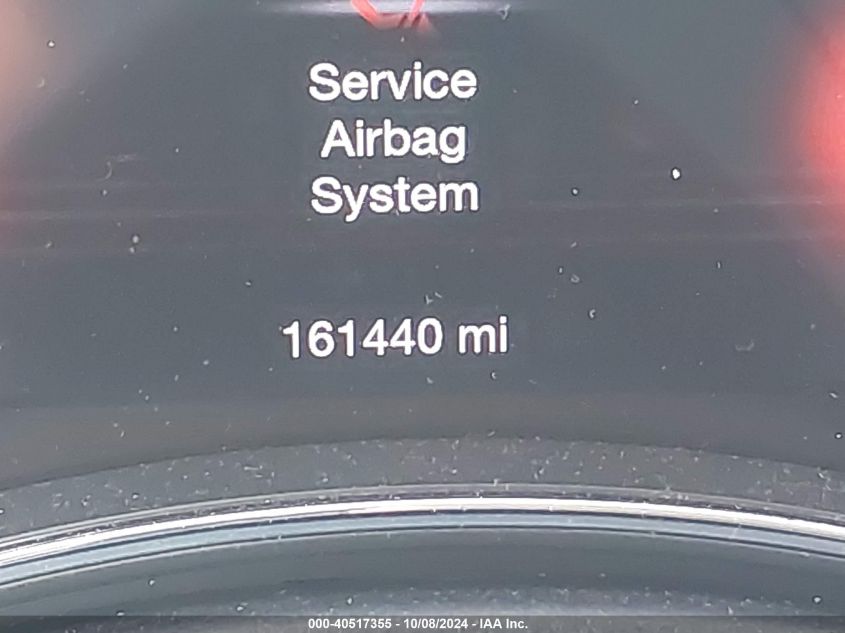 Service
Airbag
System
161440 mi
000-40517355 - 10/08/2024 - IAA Inc.